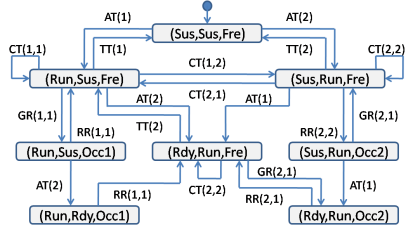 AT(1) AT(2)
(Sus,Sus,Fre)
CT(1,1) TT(1) TT(2) CT(2,2)
CT(1,2)
(Run,Sus,Fre) (Sus,Run,Fre)
CT(2,1)
AT(2) AT(1)
GR(1,1) GR(2,1)
TT(2)
RR(1,1) RR(2,2)
(Run,Sus,Occ1) (Rdy,Run,Fre) (Sus,Run,Occ2)
GR(2,1)
AT(2) CT(2,2) AT(1)
RR(1,1) RR(2,1)
(Run,Rdy,Occ1) (Rdy,Run,Occ2)